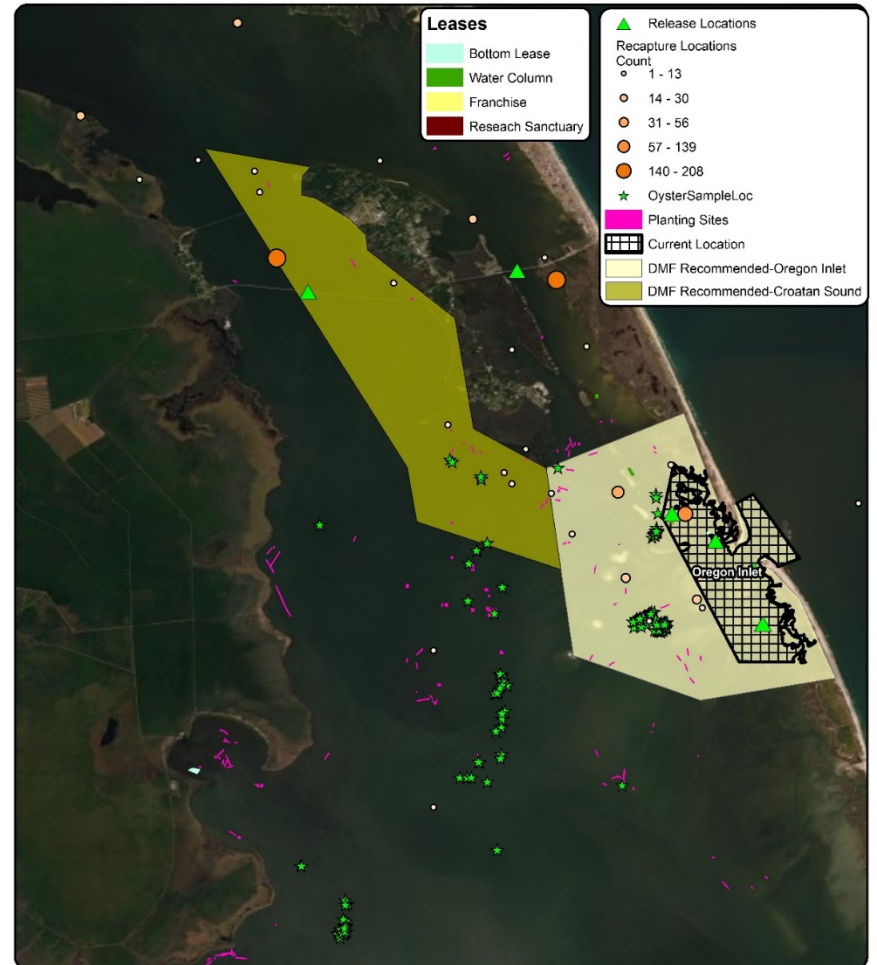 Leases
Bottom Lease
Water Column
Franchise
Reseach Sanctuary
Release Locations
Recapture Locations
Count
1 - 13
14 - 30
31 - 56
57 - 139
140 - 208
OysterSampleLoc
Planting Sites
Current Location
DMF Recommended-Oregon Inlet
DMF Recommended-Croatan Sound
Oregon Inlet